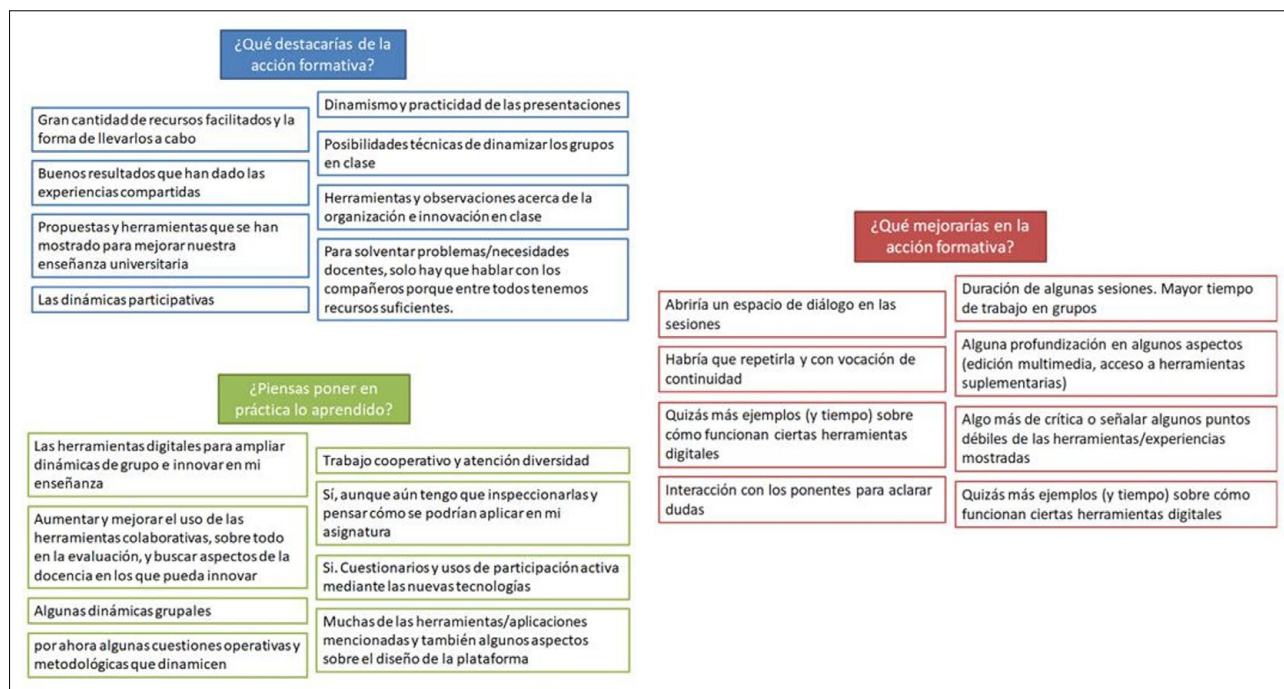 ¿Qué destacarías de la
acción formativa?
Gran cantidad de recursos facilitados y la
forma de llevarlos a cabo
Buenos resultados que han dado las
experiencias compartidas
Propuestas y herramientas que se han
mostrado para mejorar nuestra
enseñanza universitaria
Las dinámicas participativas
Dinamismo y practicidad de las presentaciones
Posibilidades técnicas de dinamizar los grupos
en clase
Herramientas y observaciones acerca de la
organización e innovación en clase
Para solventar problemas/necesidades
docentes, solo hay que hablar con los
compañeros porque entre todos tenemos
recursos suficientes.
¿Piensas poner en
práctica lo aprendido?
Las herramientas digitales para ampliar
dinámicas de grupo e innovar en mi
enseñanza
Aumentar y mejorar el uso de las
herramientas colaborativas, sobre todo
en la evaluación, y buscar aspectos de la
docencia en los que pueda innovar
Algunas dinámicas grupales
por ahora algunas cuestiones operativas y
metodológicas que dinamicen
Trabajo cooperativo y atención diversidad
Sí, aunque aún tengo que inspeccionarlas y
pensar cómo se podrían aplicar en mi
asignatura
Si. Cuestionarios y usos de participación activa
mediante las nuevas tecnologías
Muchas de las herramientas/aplicaciones
mencionadas y también algunos aspectos
sobre el diseño de la plataforma
¿Qué mejorarías en la
acción formativa?
Abriría un espacio de diálogo en las
sesiones
Habría que repetirla y con vocación de
continuidad
Quizás más ejemplos (y tiempo) sobre
cómo funcionan ciertas herramientas
digitales
Interacción con los ponentes para aclarar
dudas
Duración de algunas sesiones. Mayor tiempo
de trabajo en grupos
Alguna profundización en algunos aspectos
(edición multimedia, acceso a herramientas
suplementarias)
Algo más de crítica o señalar algunos puntos
débiles de las herramientas/experiencias
mostradas
Quizás más ejemplos (y tiempo) sobre cómo
funcionan ciertas herramientas digitales